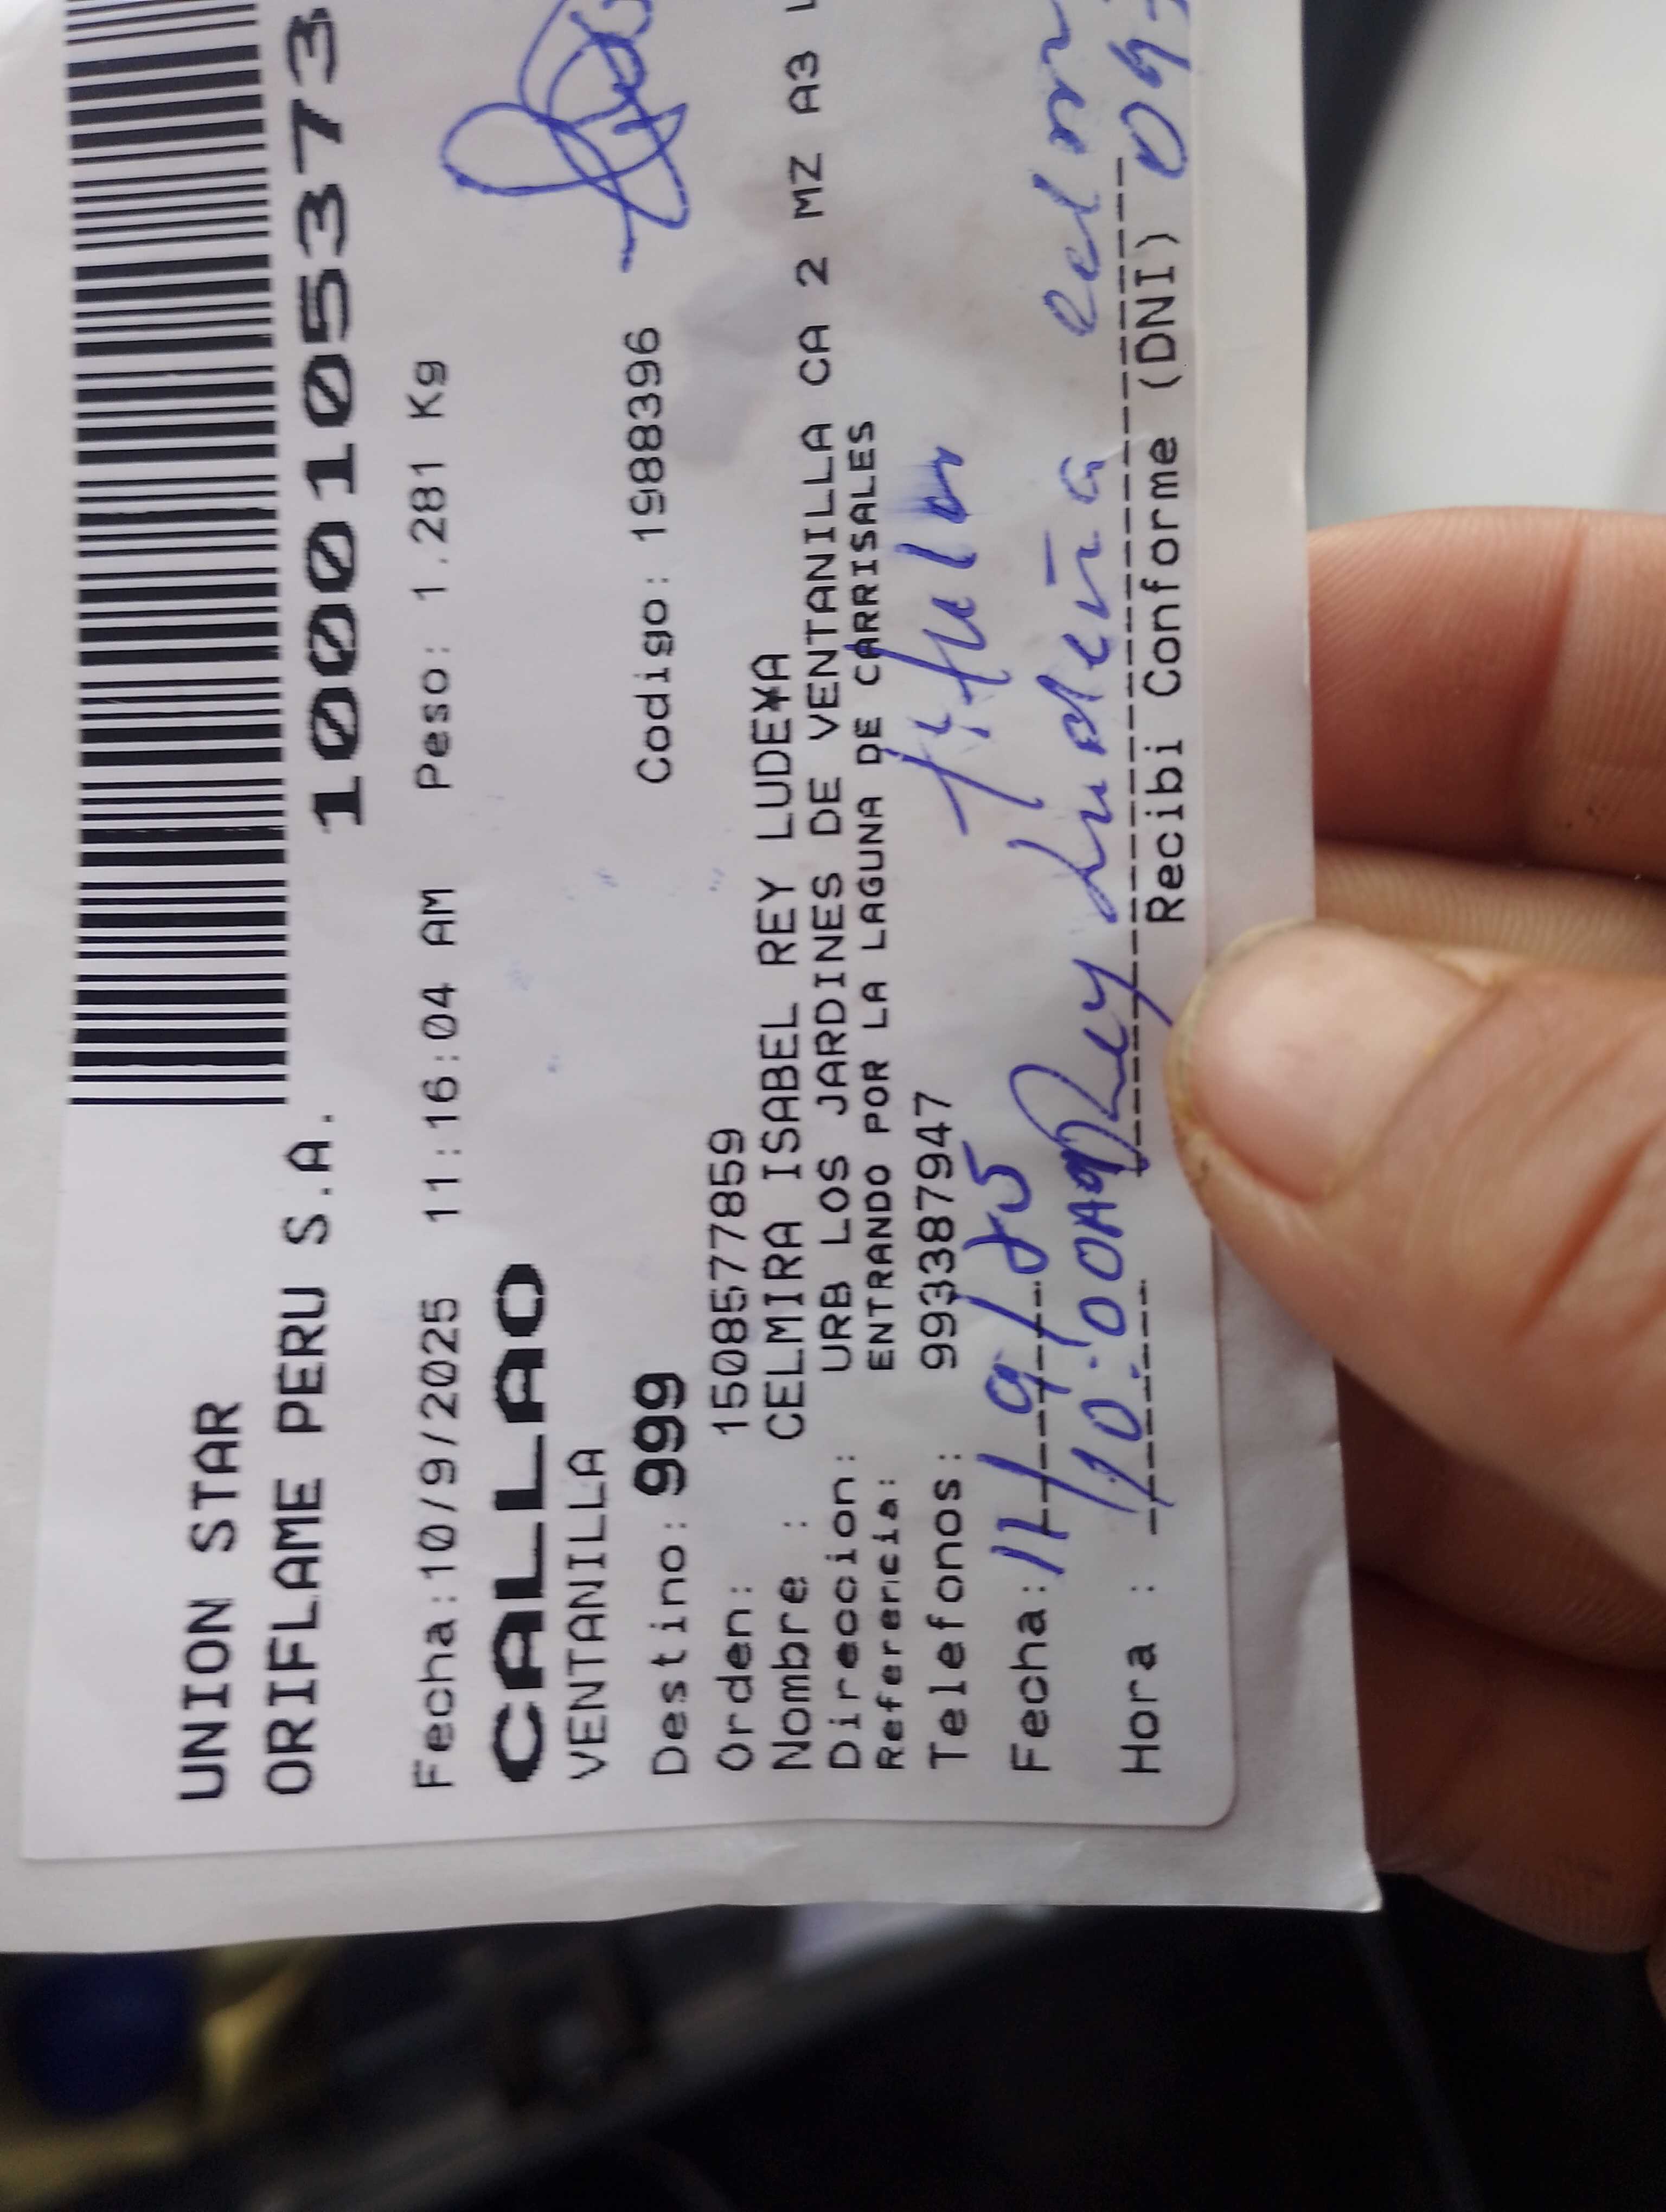 UNION STAR
ORIFLAME PERU S.A.
1000105373
Fecha:10/9/2025 11:16:04 AM Peso: 1.281 Kg
CALLAO
VENTANILLA
Destino: 999 Codigo: 1988396
Orden: 1508577859
Nombre : CELMIRA ISABEL REY LUDE¥A
Direccion: URB LOS JARDINES DE VENTANILLA CA 2 MZ A3 L
Referencia: ENTRANDO POR LA LAGUNA DE CARRISALES
Telefonos: 993387947
Titular
Fecha: 11/9/25 Rey Ludeña
Hora : 10:00AM Recibi Conforme (DNI) 09